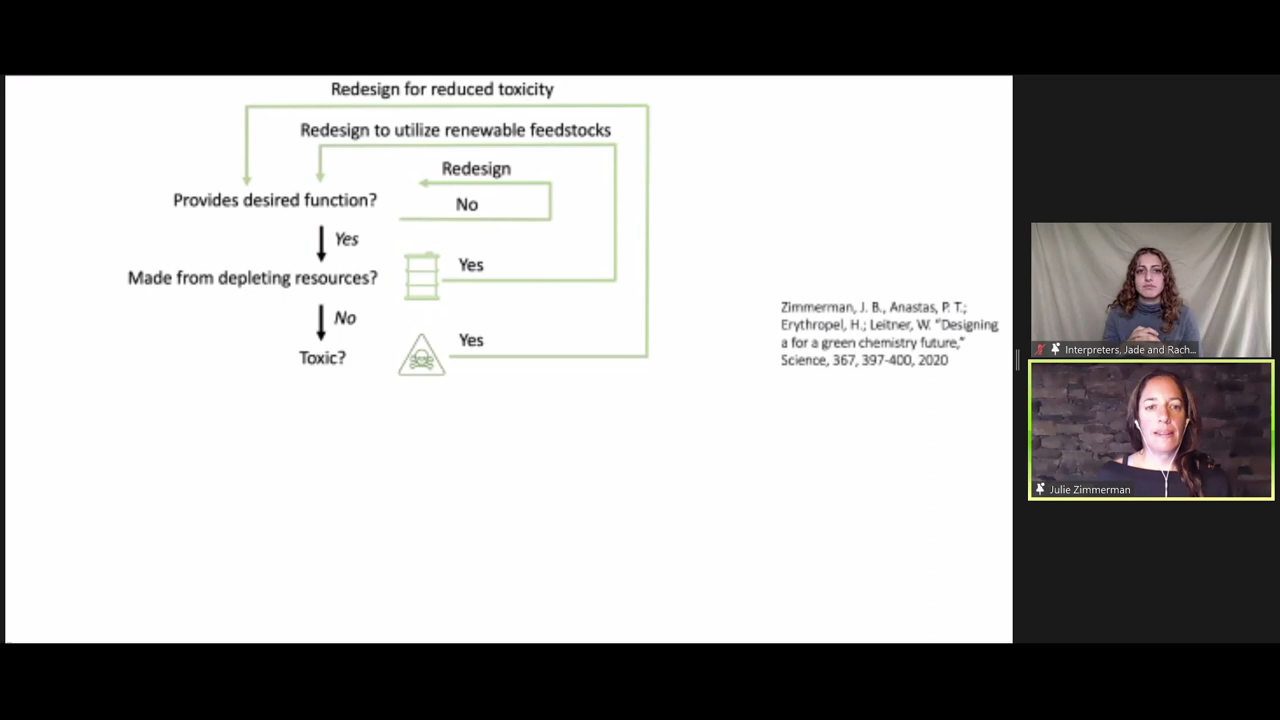 Redesign for reduced toxicity
Redesign to utilize renewable feedstocks
Redesign
Provides desired function?
No
Yes
Made from depleting resources?
Yes
No
Toxic?
Yes
Zimmerman, J. B., Anastas, P. T.;
Erythropel, H.; Leitner, W. “Designing
a for a green chemistry future,”
Science, 367, 397-400, 2020
Interpreters, Jade and Rach...
Julie Zimmerman